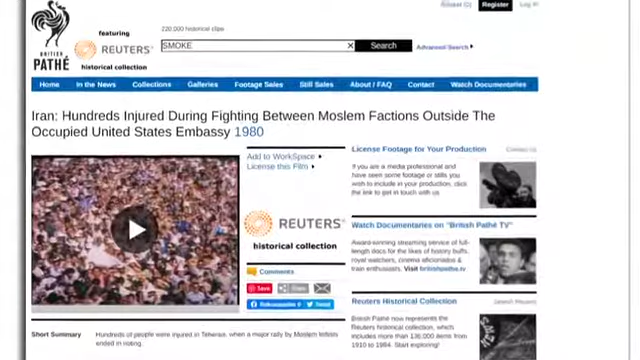 Basket (0)
Register
Log in
BRITISH
PATHÉ
featuring
REUTERS
historical collection
220,000 historical clips
SMOKE
×
Search
Advanced Search
Home
In the News
Collections
Galleries
Footage Sales
Still Sales
About / FAQ
Contact
Watch Documentaries
Iran: Hundreds Injured During Fighting Between Moslem Factions Outside The
Occupied United States Embassy 1980
Add to WorkSpace
License this Film
REUTERS
historical collection
Comments
Save
Share
Tweet
License Footage for Your Production
Contact Us
If you are a media professional and
have seen some footage or stills you
wish to include in your production, click
the link to get in touch with us
Watch Documentaries on "British Pathé TV"
Award-winning streaming service of full-
length docs for the likes of history buffs,
royal watchers, cinema aficionados &
train enthusiasts. Visit britishpathe.tv
Reuters Historical Collection
British Pathé now represents the
Reuters historical collection, which
includes more than 136,000 items from
1910 to 1984. Start exploring!
Short Summary
Hundreds of people were injured in Teheran, when a major rally by Moslem leftists
ended in